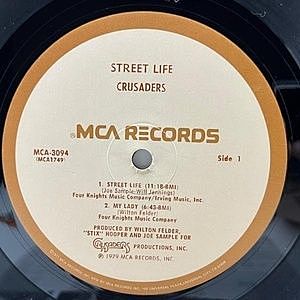 STREET LIFE
CRUSADERS
MCA RECORDS
MCA-3094
(MCA1749)
Side 1
1. STREET LIFE (11:18-BMI)
(Joe Sample-Will Jennings)
Four Knights Music Company/Irving Music, Inc.
2. MY LADY (6:43-BMI)
(Wilton Felder)
Four Knights Music Company
PRODUCED BY WILTON FELDER,
"STIX" HOOPER AND JOE SAMPLE FOR
Crusaders PRODUCTIONS, INC.
℗ 1979 MCA RECORDS, INC.